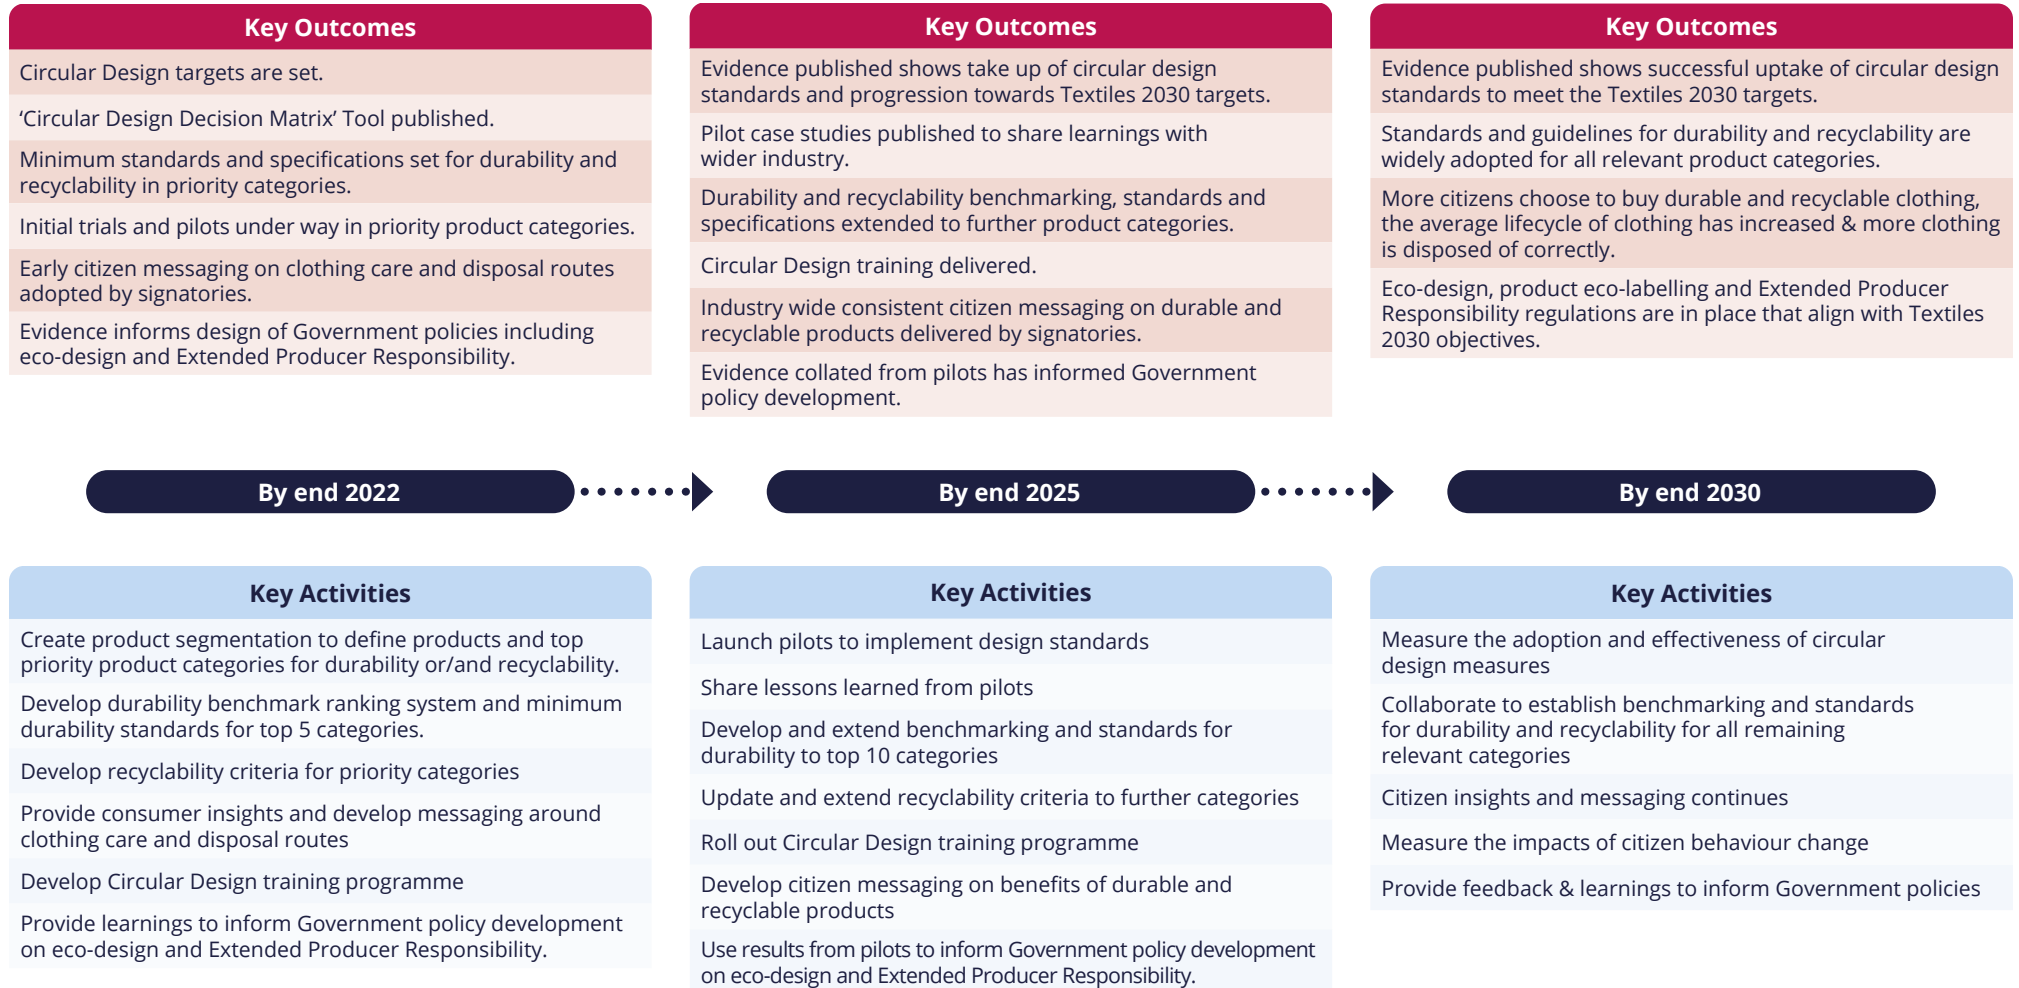 Key Outcomes
Circular Design targets are set.
‘Circular Design Decision Matrix’ Tool published.
Minimum standards and specifications set for durability and
recyclability in priority categories.
Initial trials and pilots under way in priority product categories.
Early citizen messaging on clothing care and disposal routes
adopted by signatories.
Evidence informs design of Government policies including
eco-design and Extended Producer Responsibility.
Key Outcomes
Evidence published shows take up of circular design
standards and progression towards Textiles 2030 targets.
Pilot case studies published to share learnings with
wider industry.
Durability and recyclability benchmarking, standards and
specifications extended to further product categories.
Circular Design training delivered.
Industry wide consistent citizen messaging on durable and
recyclable products delivered by signatories.
Evidence collated from pilots has informed Government
policy development.
Key Outcomes
Evidence published shows successful uptake of circular design
standards to meet the Textiles 2030 targets.
Standards and guidelines for durability and recyclability are
widely adopted for all relevant product categories.
More citizens choose to buy durable and recyclable clothing,
the average lifecycle of clothing has increased & more clothing
is disposed of correctly.
Eco-design, product eco-labelling and Extended Producer
Responsibility regulations are in place that align with Textiles
2030 objectives.
By end 2022
By end 2025
By end 2030
Key Activities
Create product segmentation to define products and top
priority product categories for durability or/and recyclability.
Develop durability benchmark ranking system and minimum
durability standards for top 5 categories.
Develop recyclability criteria for priority categories
Provide consumer insights and develop messaging around
clothing care and disposal routes
Develop Circular Design training programme
Provide learnings to inform Government policy development
on eco-design and Extended Producer Responsibility.
Key Activities
Launch pilots to implement design standards
Share lessons learned from pilots
Develop and extend benchmarking and standards for
durability to top 10 categories
Update and extend recyclability criteria to further categories
Roll out Circular Design training programme
Develop citizen messaging on benefits of durable and
recyclable products
Use results from pilots to inform Government policy development
on eco-design and Extended Producer Responsibility.
Key Activities
Measure the adoption and effectiveness of circular
design measures
Collaborate to establish benchmarking and standards
for durability and recyclability for all remaining
relevant categories
Citizen insights and messaging continues
Measure the impacts of citizen behaviour change
Provide feedback & learnings to inform Government policies